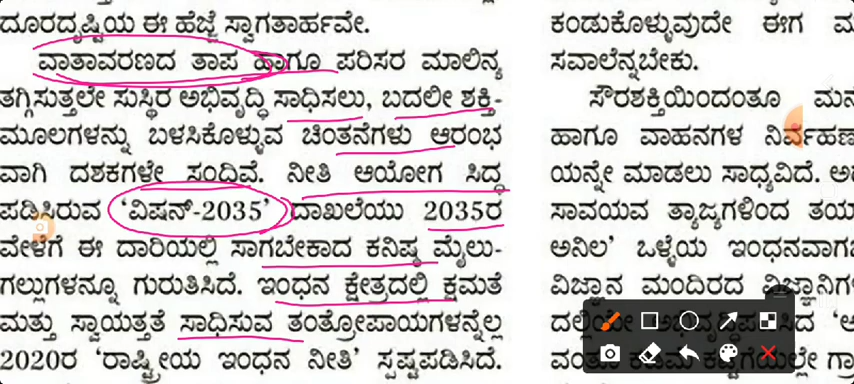 ದೂರದೃಷ್ಟಿಯ ಈ ಹೆಜ್ಜೆ ಸ್ವಾಗತಾರ್ಹವೇ.
ವಾತಾವರಣದ ತಾಪ ಹಾಗೂ ಪರಿಸರ ಮಾಲಿನ್ಯ
ತಗ್ಗಿಸುತ್ತಲೇ ಸುಸ್ಥಿರ ಅಭಿವೃದ್ಧಿ ಸಾಧಿಸಲು, ಬದಲೀ ಶಕ್ತಿ-
ಮೂಲಗಳನ್ನು ಬಳಸಿಕೊಳ್ಳುವ ಚಿಂತನೆಗಳು ಆರಂಭ
ವಾಗಿ ದಶಕಗಳೇ ಸಂದಿವೆ. ನೀತಿ ಆಯೋಗ ಸಿದ್ಧ
ಪಡಿಸಿರುವ ‘ವಿಷನ್-2035’ ದಾಖಲೆಯು 2035ರ
ವೇಳೆಗೆ ಈ ದಾರಿಯಲ್ಲಿ ಸಾಗಬೇಕಾದ ಕನಿಷ್ಠ ಮೈಲು-
ಗಲ್ಲುಗಳನ್ನೂ ಗುರುತಿಸಿದೆ. ಇಂಧನ ಕ್ಷೇತ್ರದಲ್ಲಿ ಕ್ಷಮತೆ
ಮತ್ತು ಸ್ವಾಯತ್ತತೆ ಸಾಧಿಸುವ ತಂತ್ರೋಪಾಯಗಳನ್ನೆಲ್ಲ
2020ರ ‘ರಾಷ್ಟ್ರೀಯ ಇಂಧನ ನೀತಿ’ ಸ್ಪಷ್ಟಪಡಿಸಿದೆ.
ಕಂಡುಕೊಳ್ಳುವುದೇ ಈಗ
ಸವಾಲೆನ್ನಬೇಕು.
ಸೌರಶಕ್ತಿಯಿಂದಂತೂ
ಹಾಗೂ ವಾಹನಗಳ ನಿರ್ವಹಣ
ಯನ್ನೇ ಮಾಡಲು ಸಾಧ್ಯವಿದೆ.
ಸಾವಯವ ತ್ಯಾಜ್ಯಗಳಿಂದ ತಯ
ಅನಿಲ’ ಒಳ್ಳೆಯ ಇಂಧನವಾಗ
ವಿಜ್ಞಾನ ಮಂದಿರದ ವಿಜ್ಞಾನಿಗ